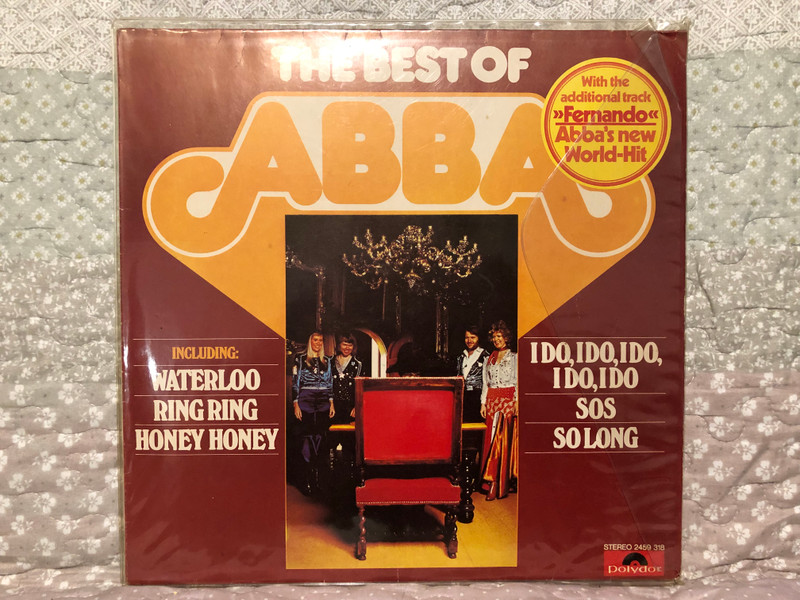 THE BEST OF
ABBA
With the
additional track
»Fernando«
Abba's new
World-Hit
INCLUDING:
WATERLOO
RING RING
HONEY HONEY
I DO, I DO, I DO,
I DO, I DO
SOS
SO LONG
STEREO 2459 318
Polydor